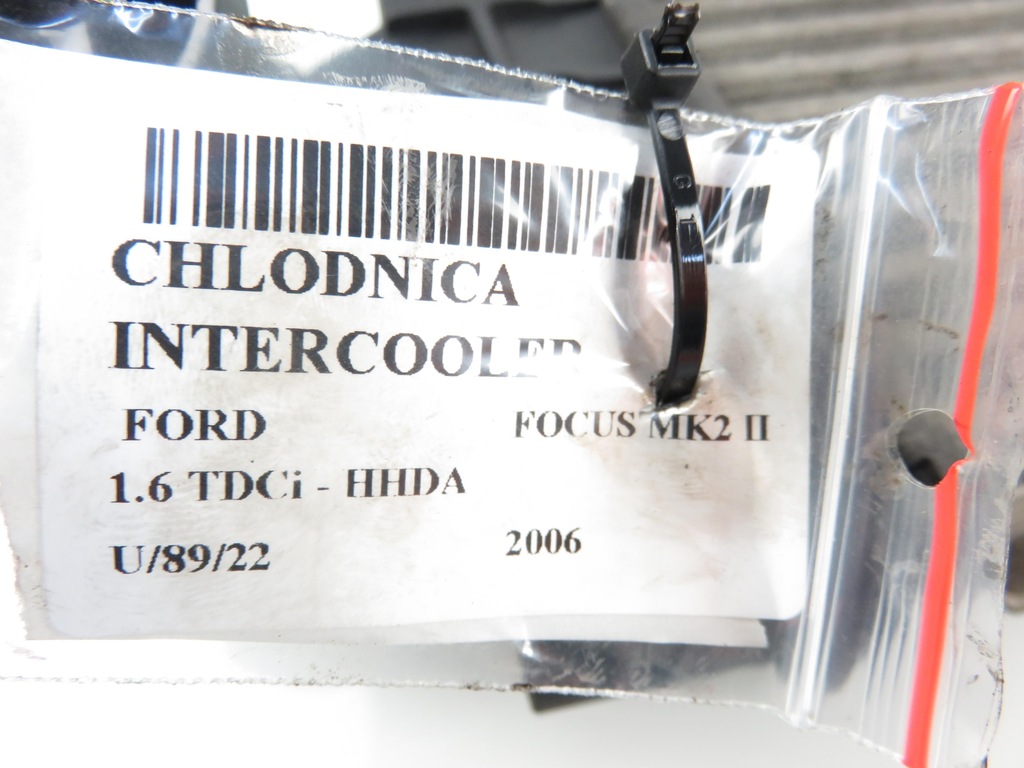 CHLODNICA
INTERCOOLER
FORD FOCUS MK2 II
1.6 TDCi - HHDA
U/89/22 2006